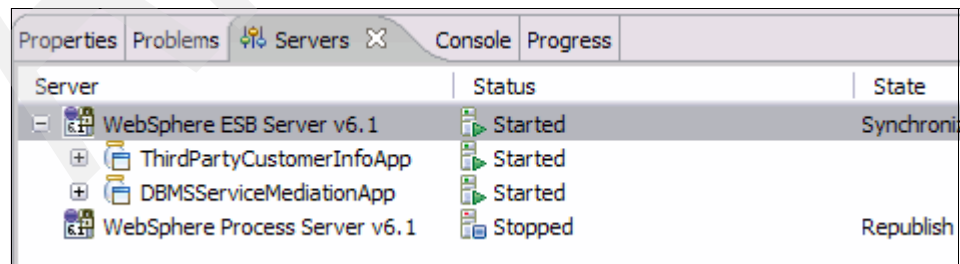 Properties Problems Servers Console Progress
Server Status State
WebSphere ESB Server v6.1 Started Synchroniz
ThirdPartyCustomerInfoApp Started
DBMSServiceMediationApp Started
WebSphere Process Server v6.1 Stopped Republish